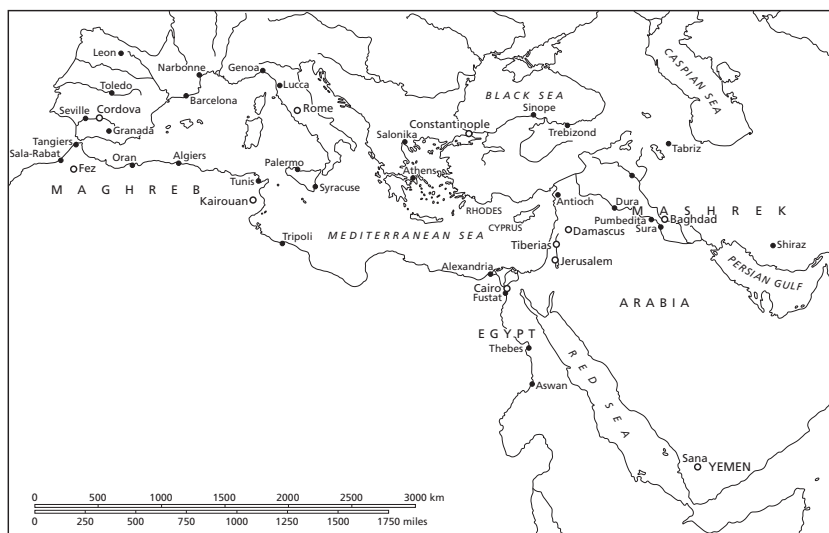 Leon
Narbonne
Genoa
Lucca
Toledo
Barcelona
Seville
Cordova
Granada
Rome
BLACK SEA
Sinope
Constantinople
Trebizond
CASPIAN SEA
Salonika
Tabriz
Tangiers
Sala-Rabat
Fez
Oran
Algiers
Palermo
Athens
MAGHREB
Tunis
Syracuse
Kairouan
Antioch
Dura
MASHREK
RHODES
CYPRUS
Pumbedita
Baghdad
Sura
Damascus
Tripoli
MEDITERRANEAN SEA
Tiberias
Shiraz
Alexandria
Jerusalem
PERSIAN GULF
Cairo
Fustat
ARABIA
EGYPT
Thebes
RED SEA
Aswan
Sana
YEMEN
0 500 1000 1500 2000 2500 3000 km
0 250 500 750 1000 1250 1500 1750 miles